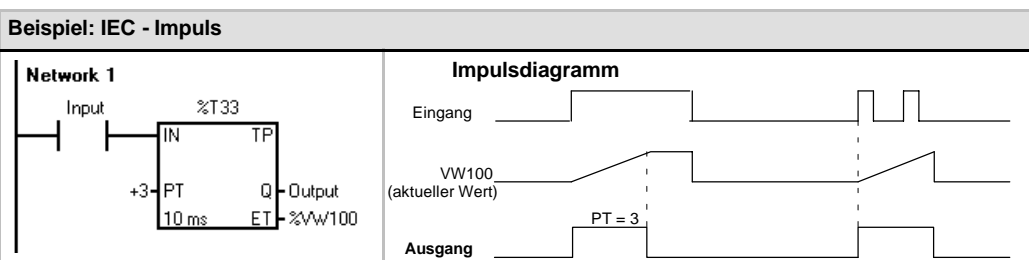 Beispiel: IEC - Impuls
Network 1
Input
%T33
IN TP
+3 PT Q Output
10 ms ET %VW100
Impulsdiagramm
Eingang
VW100
(aktueller Wert)
PT = 3
Ausgang